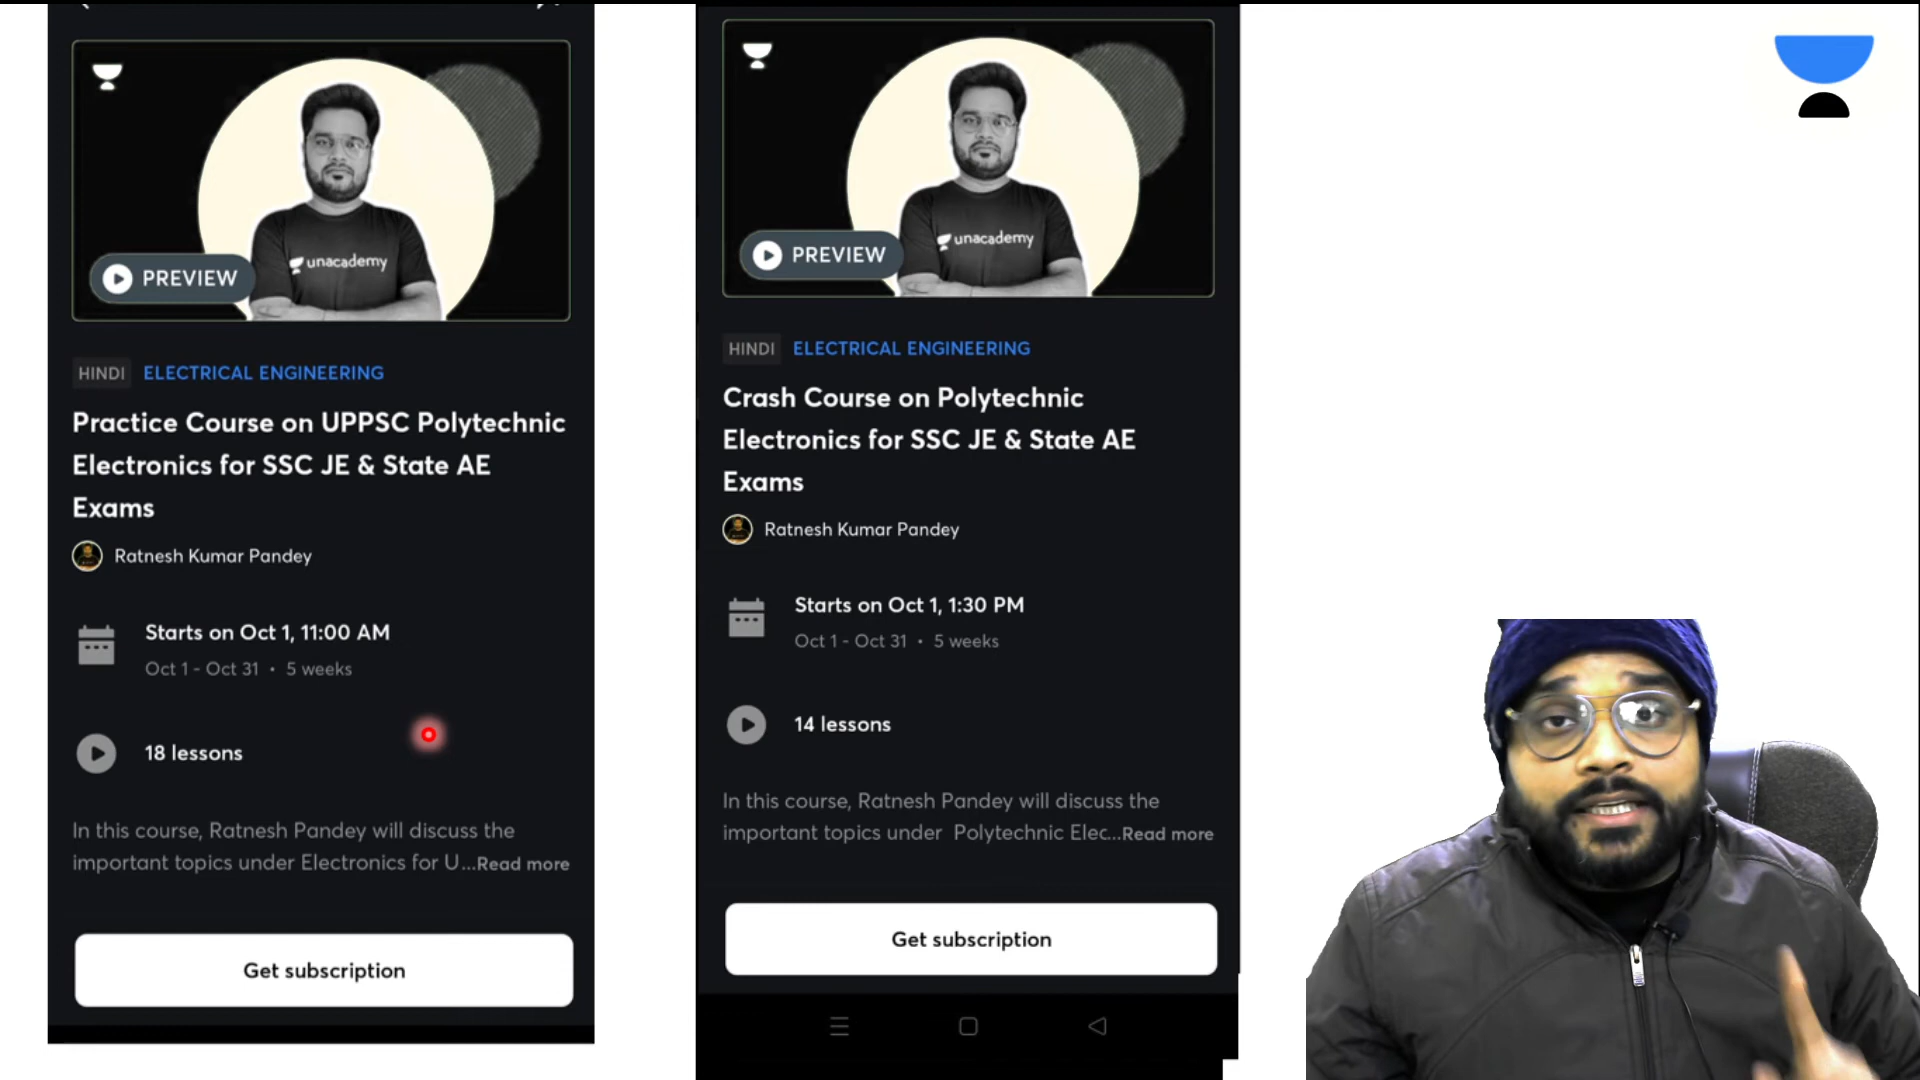 unacademy
PREVIEW
HINDI ELECTRICAL ENGINEERING
Practice Course on UPPSC Polytechnic
Electronics for SSC JE & State AE
Exams
Ratnesh Kumar Pandey
Starts on Oct 1, 11:00 AM
Oct 1 - Oct 31 • 5 weeks
18 lessons
In this course, Ratnesh Pandey will discuss the
important topics under Electronics for U...Read more
Get subscription
unacademy
PREVIEW
HINDI ELECTRICAL ENGINEERING
Crash Course on Polytechnic
Electronics for SSC JE & State AE
Exams
Ratnesh Kumar Pandey
Starts on Oct 1, 1:30 PM
Oct 1 - Oct 31 • 5 weeks
14 lessons
In this course, Ratnesh Pandey will discuss the
important topics under Polytechnic Elec...Read more
Get subscription